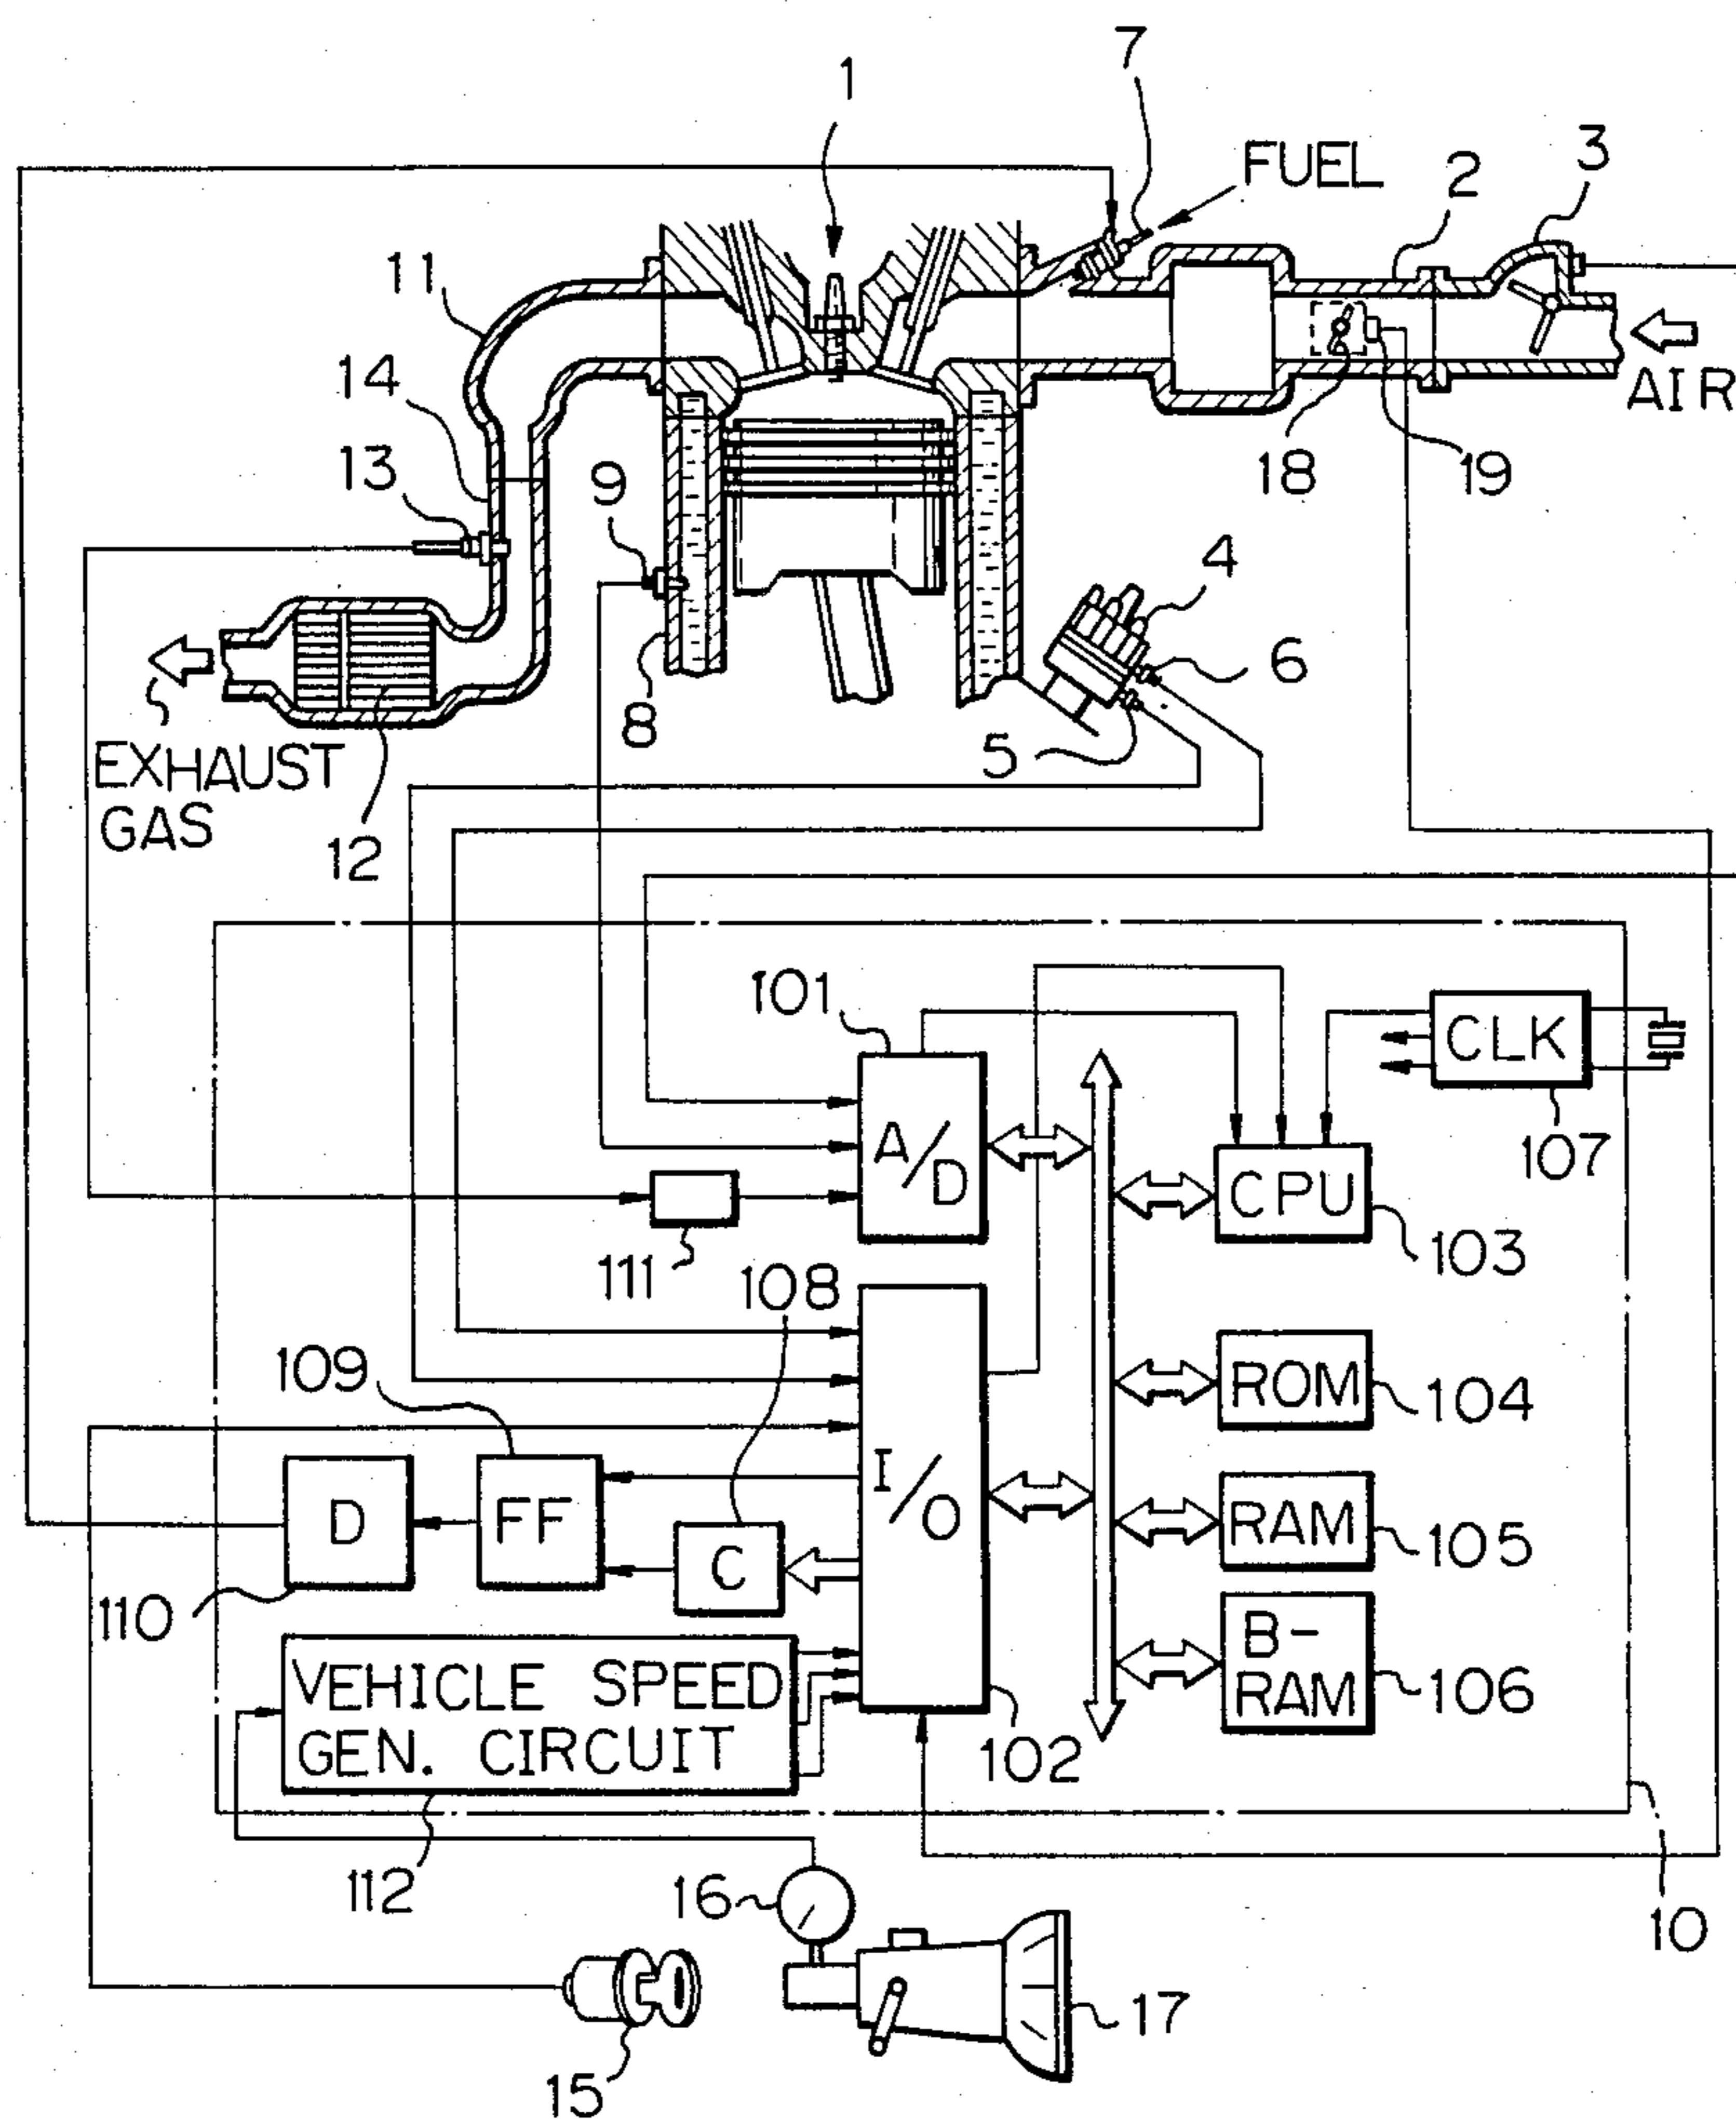 1
7
FUEL
2
3
11
14
13
9
18
19
AIR
4
6
8
5
EXHAUST
GAS
12
101
CLK
A/D
107
CPU
103
111
108
109
ROM
104
I/O
D
FF
C
RAM
105
110
B-
RAM
106
VEHICLE SPEED
GEN. CIRCUIT
102
112
16
10
17
15